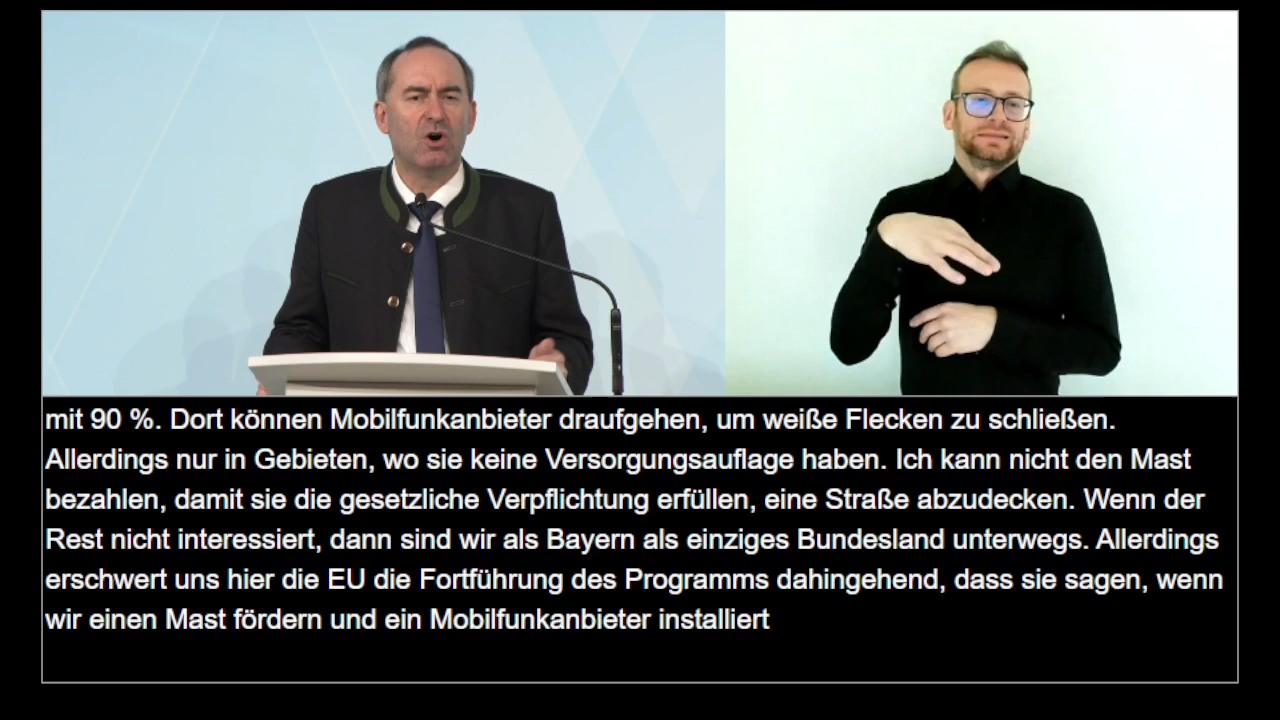 mit 90 %. Dort können Mobilfunkanbieter draufgehen, um weiße Flecken zu schließen.
Allerdings nur in Gebieten, wo sie keine Versorgungsauflage haben. Ich kann nicht den Mast
bezahlen, damit sie die gesetzliche Verpflichtung erfüllen, eine Straße abzudecken. Wenn der
Rest nicht interessiert, dann sind wir als Bayern als einziges Bundesland unterwegs. Allerdings
erschwert uns hier die EU die Fortführung des Programms dahingehend, dass sie sagen, wenn
wir einen Mast fördern und ein Mobilfunkanbieter installiert